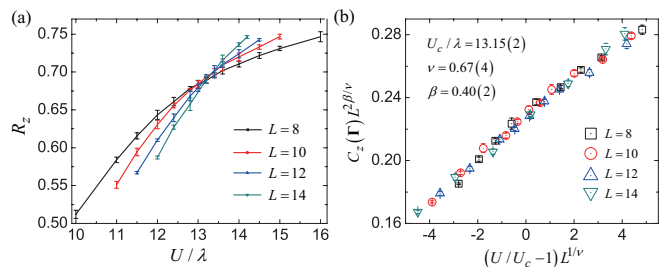 (a)
R_z
0.75
0.70
0.65
0.60
0.55
0.50
10 11 12 13 14 15 16
U / λ
L = 8
L = 10
L = 12
L = 14
(b)
C_z(Γ)L^{2β/ν}
0.28
0.24
0.20
0.16
-4 -2 0 2 4
(U/U_c −1)L^{1/ν}
U_c / λ = 13.15(2)
ν = 0.67(4)
β = 0.40(2)
L = 8
L = 10
L = 12
L = 14